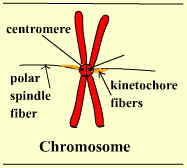 centromere
polar
spindle
fiber
kinetochore
fibers
Chromosome